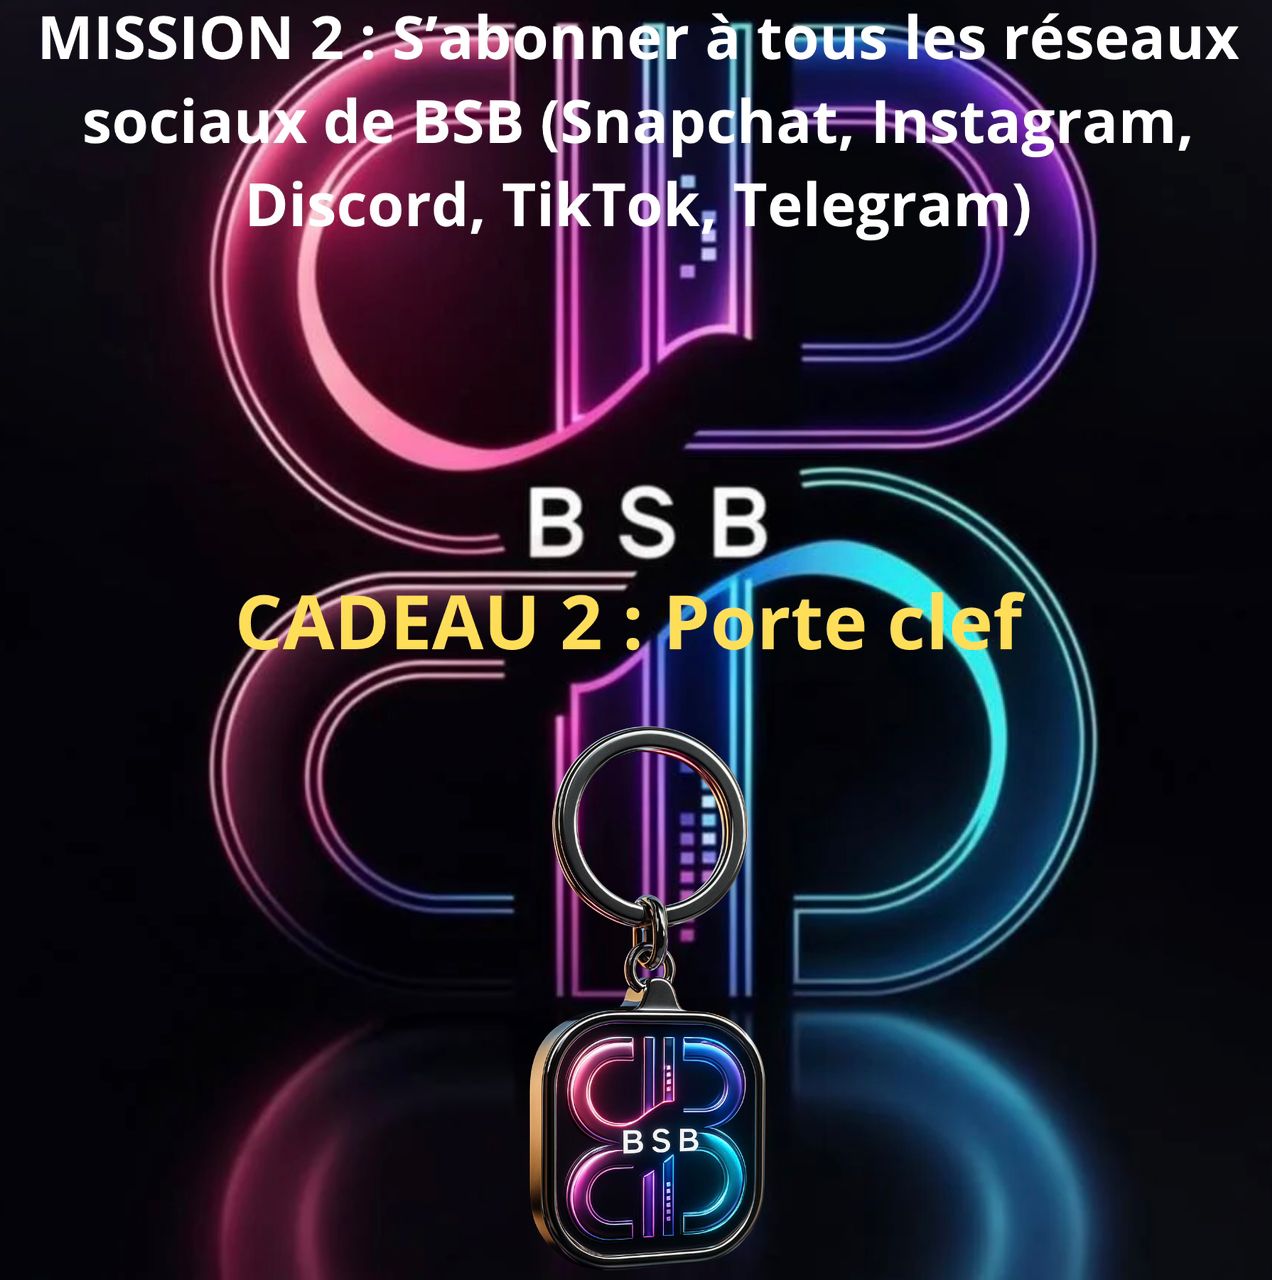 MISSION 2 : S’abonner à tous les réseaux
sociaux de BSB (Snapchat, Instagram,
Discord, TikTok, Telegram)
BSB
CADEAU 2 : Porte clef
BSB